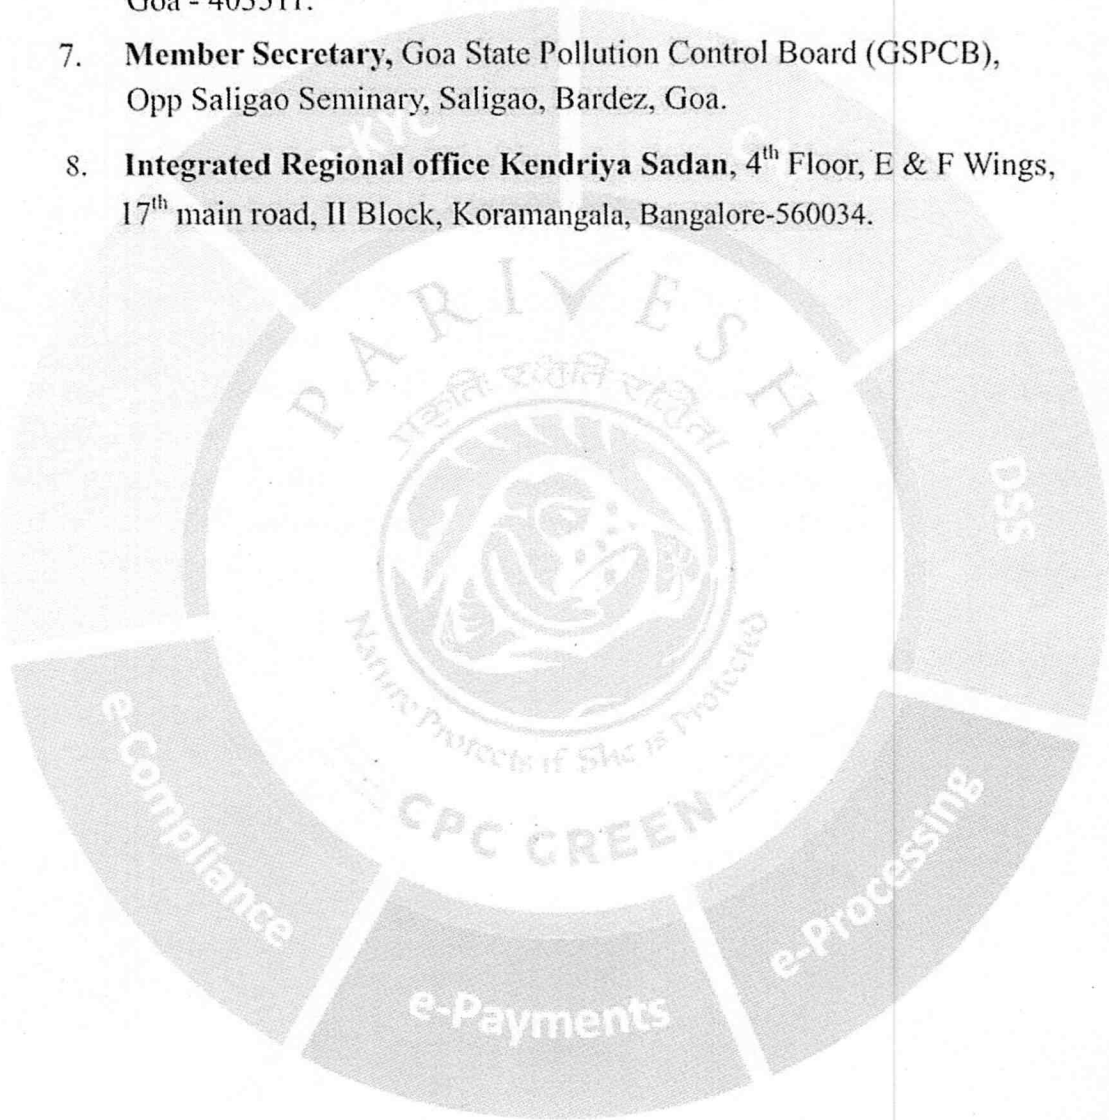 Goa - 403511.
7. Member Secretary, Goa State Pollution Control Board (GSPCB),
Opp Saligao Seminary, Saligao, Bardez, Goa.
8. Integrated Regional office Kendriya Sadan, 4th Floor, E & F Wings,
17th main road, II Block, Koramangala, Bangalore-560034.
KYC
PARIVESH
प्रकृतिः रक्षति रक्षिता
DSS
Nature Protects if She is Protected
CPC GREEN
e-Compliance
e-Processing
e-Payments